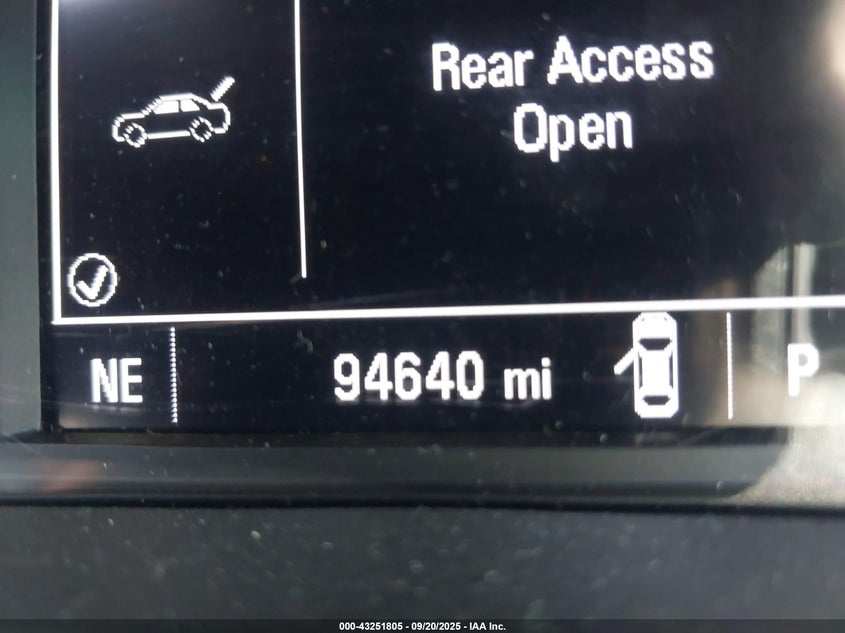 Rear Access
Open
NE
94640 mi
P
000-43251805 - 09/20/2025 - IAA Inc.